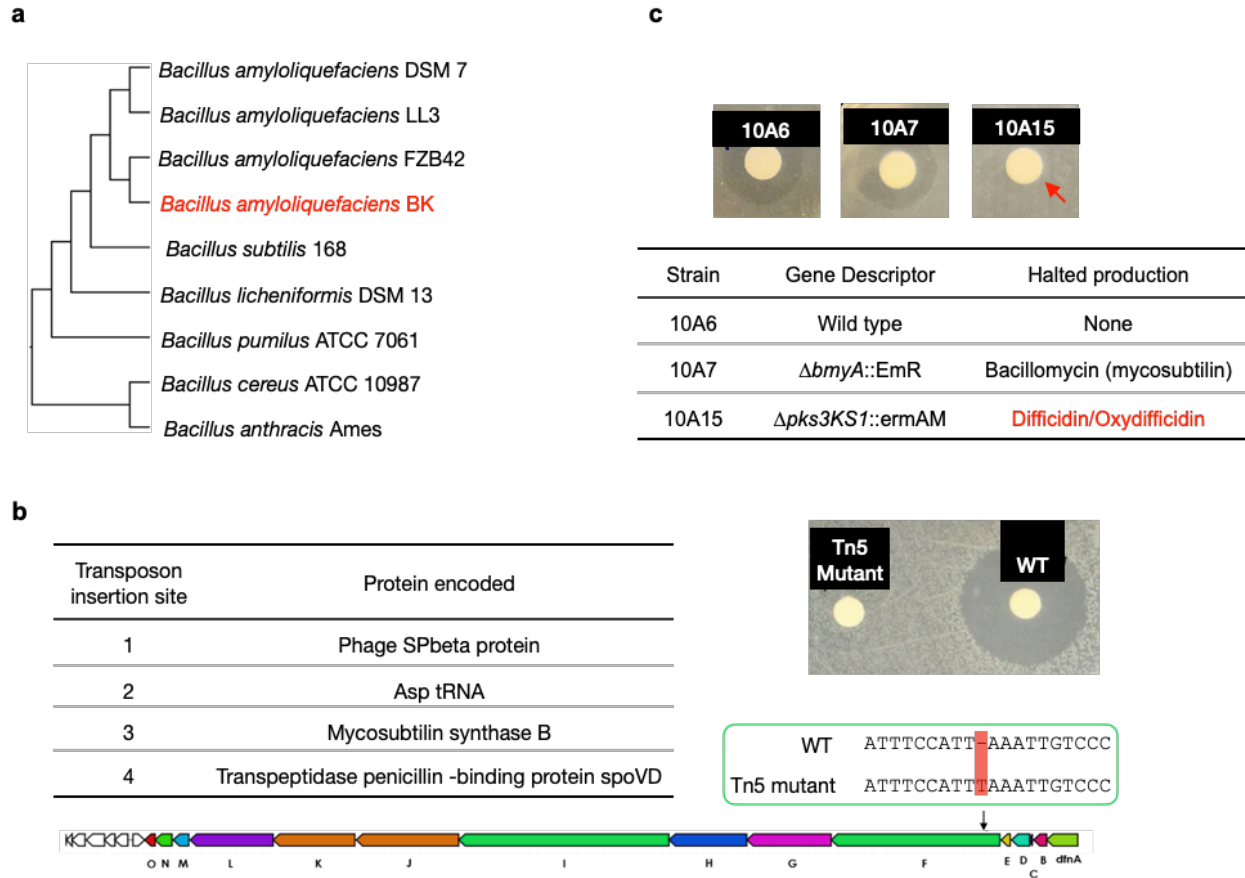 a
Bacillus amyloliquefaciens DSM 7
Bacillus amyloliquefaciens LL3
Bacillus amyloliquefaciens FZB42
Bacillus amyloliquefaciens BK
Bacillus subtilis 168
Bacillus licheniformis DSM 13
Bacillus pumilus ATCC 7061
Bacillus cereus ATCC 10987
Bacillus anthracis Ames
c
10A6 10A7 10A15
Strain Gene Descriptor Halted production
10A6 Wild type None
10A7 ΔbmyA::EmR Bacillomycin (mycosubtilin)
10A15 Δpks3KS1::ermAM Difficidin/Oxydifficidin
b
Transposon
insertion site
Protein encoded
1 Phage SPbeta protein
2 Asp tRNA
3 Mycosubtilin synthase B
4 Transpeptidase penicillin -binding protein spoVD
Tn5
Mutant
WT
WT ATTTCCATT-AAATTGTCCC
Tn5 mutant ATTTCCATTTAAATTGTCCC
O N M L K J I H G F E D C B dfnA